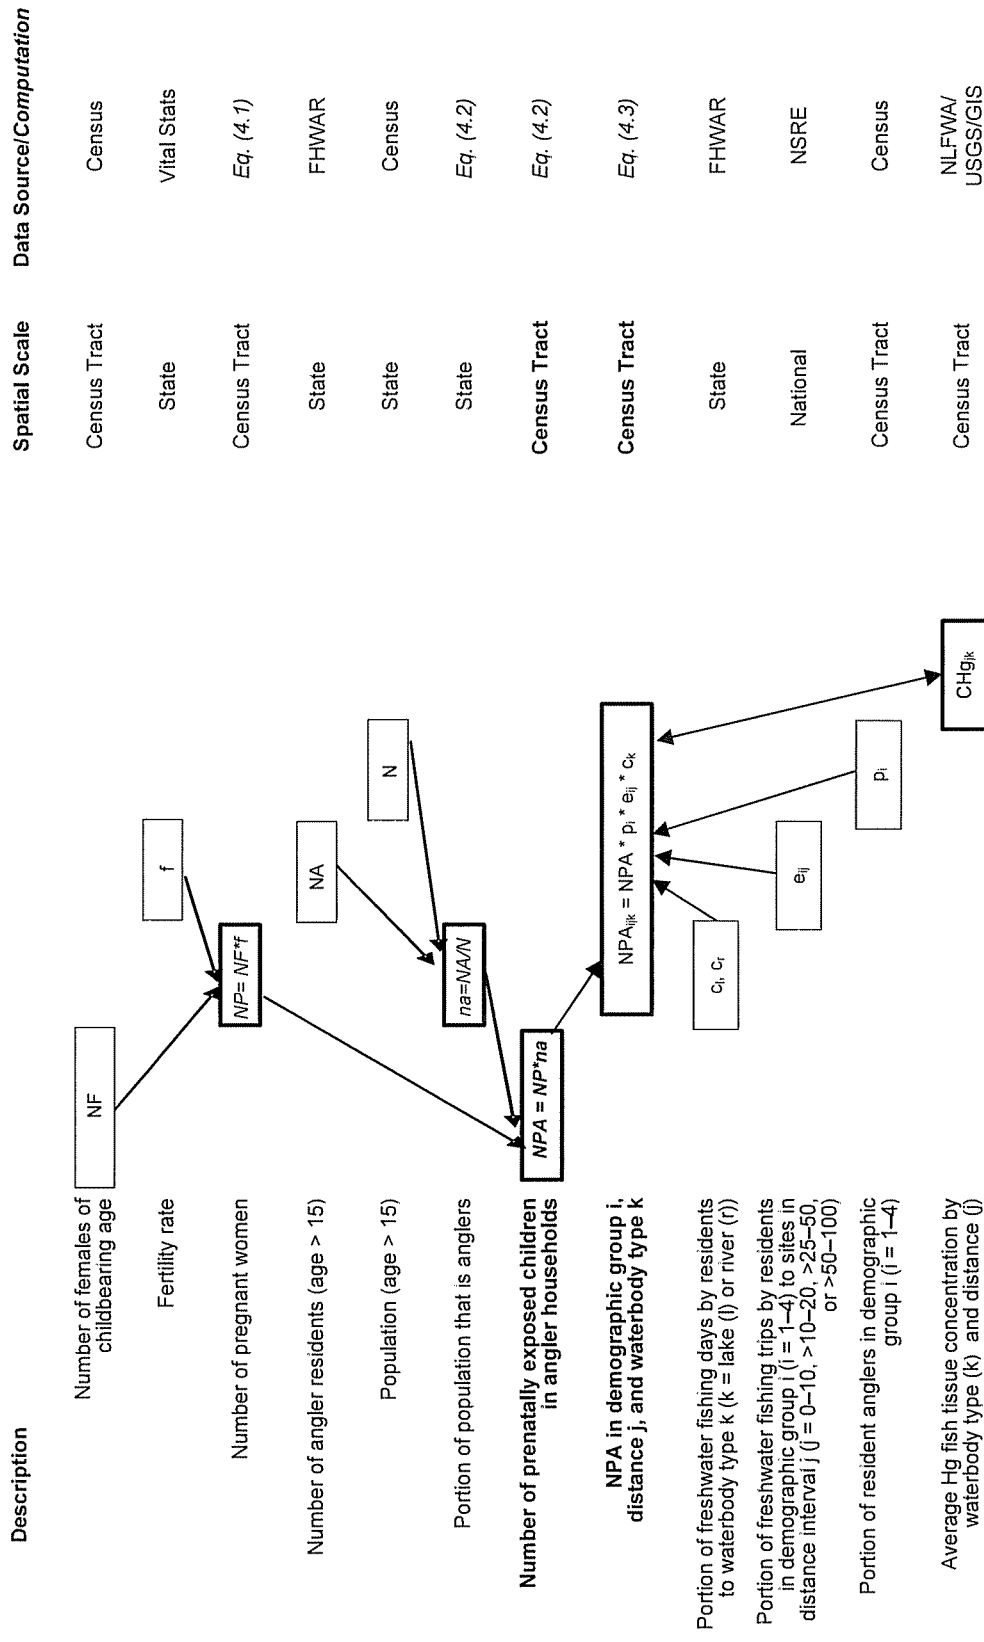 Description
Spatial Scale
Data Source/Computation
Number of females of
childbearing age
NF
Census Tract
Census
Fertility rate
f
State
Vital Stats
Number of pregnant women
NP= NF*f
Census Tract
Eq. (4.1)
Number of angler residents (age > 15)
NA
State
FHWAR
Population (age > 15)
N
State
Census
Portion of population that is anglers
na=NA/N
State
Eq. (4.2)
Number of prenatally exposed children
in angler households
NPA = NP*na
Census Tract
Eq. (4.2)
NPA in demographic group i,
distance j, and waterbody type k
NPAijk = NPA * pi * eij * ck
Census Tract
Eq. (4.3)
Portion of freshwater fishing days by residents
to waterbody type k (k = lake (l) or river (r))
cl, cr
State
FHWAR
Portion of freshwater fishing trips by residents
in demographic group i (i = 1–4) to sites in
distance interval j (j = 0–10, >10–20, >25–50,
or >50–100)
eij
National
NSRE
Portion of resident anglers in demographic
group i (i = 1–4)
pi
Census Tract
Census
Average Hg fish tissue concentration by
waterbody type (k) and distance (j)
CHgjk
Census Tract
NLFWA/
USGS/GIS